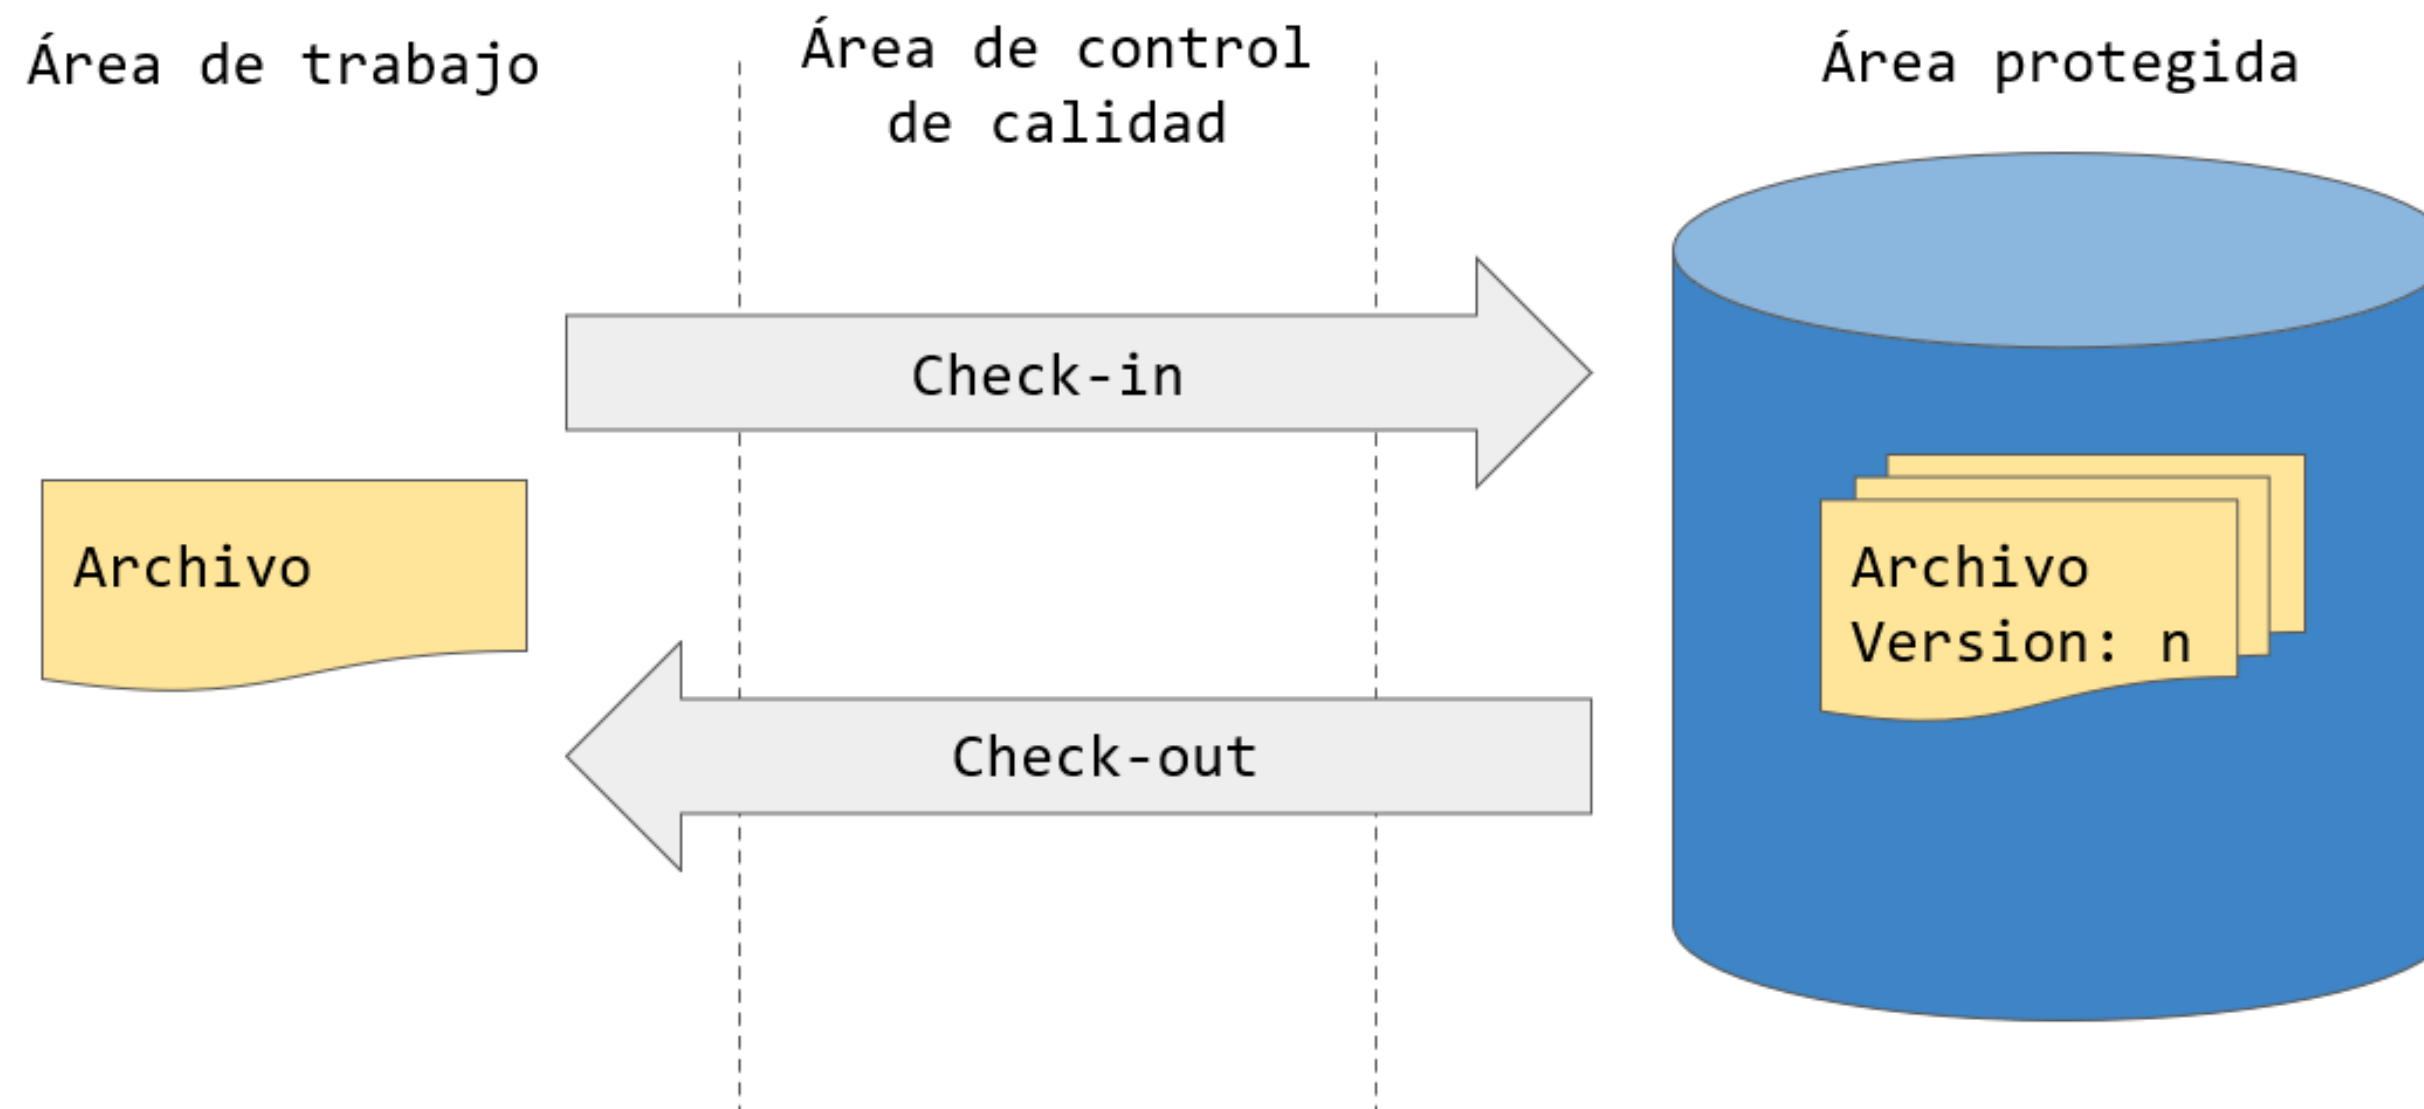 Área de trabajo
Área de control
de calidad
Área protegida
Check-in
Archivo
Archivo
Version: n
Check-out